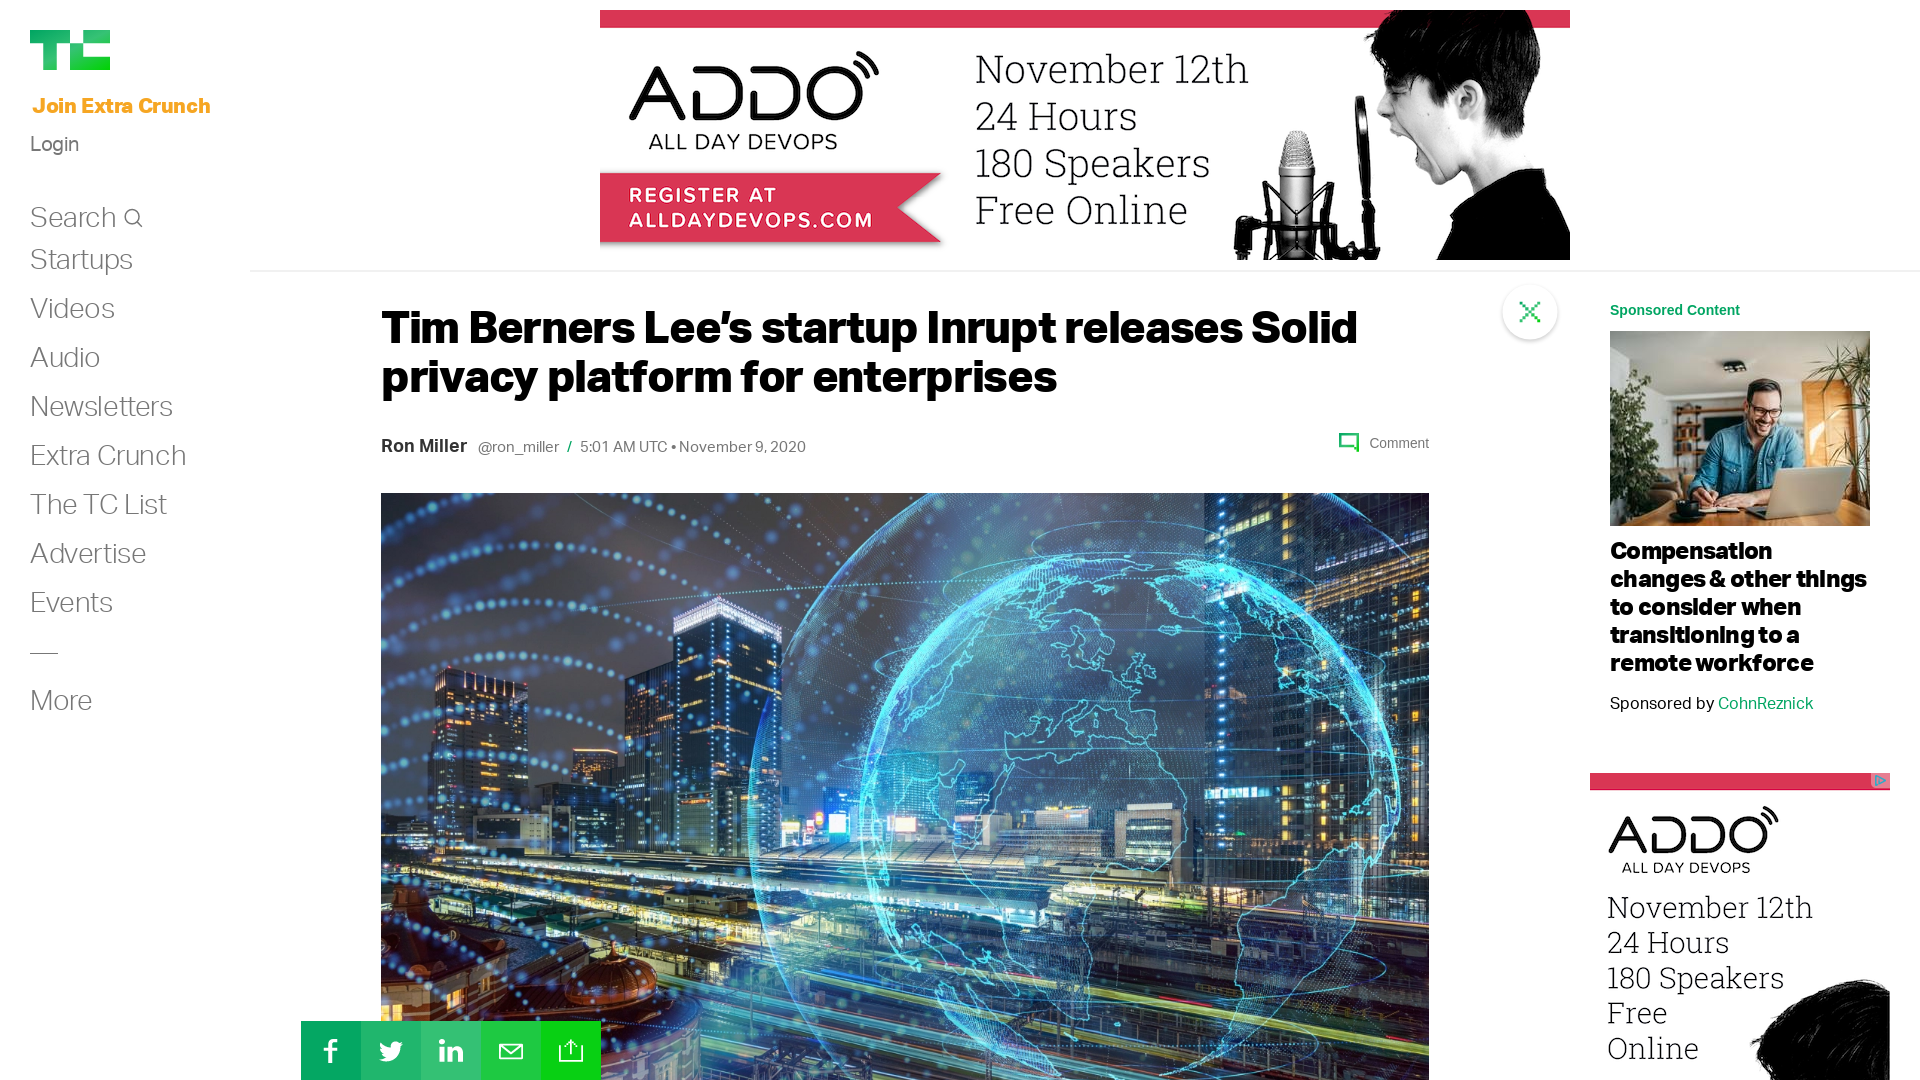 TC
Join Extra Crunch
Login
Search
Startups
Videos
Audio
Newsletters
Extra Crunch
The TC List
Advertise
Events
More
ADDO
ALL DAY DEVOPS
REGISTER AT
ALLDAYDEVOPS.COM
November 12th
24 Hours
180 Speakers
Free Online
Tim Berners Lee’s startup Inrupt releases Solid
privacy platform for enterprises
Ron Miller @ron_miller / 5:01 AM UTC • November 9, 2020
Comment
Sponsored Content
Compensation
changes & other things
to consider when
transitioning to a
remote workforce
Sponsored by CohnReznick
ADDO
ALL DAY DEVOPS
November 12th
24 Hours
180 Speakers
Free
Online